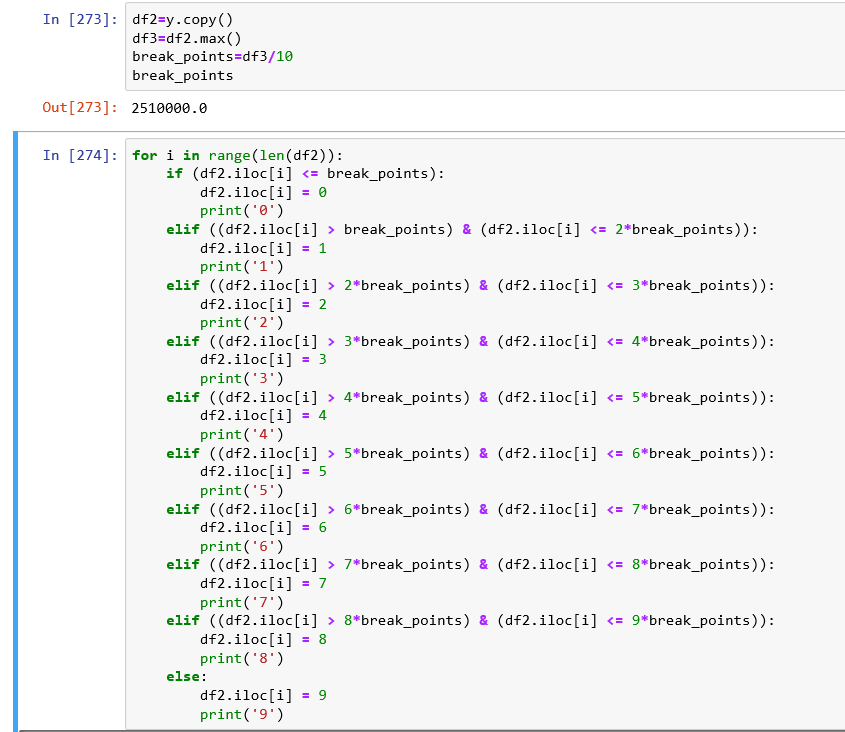 In [273]: df2=y.copy()
df3=df2.max()
break_points=df3/10
break_points
Out[273]: 2510000.0
In [274]: for i in range(len(df2)):
    if (df2.iloc[i] <= break_points):
        df2.iloc[i] = 0
        print('0')
    elif ((df2.iloc[i] > break_points) & (df2.iloc[i] <= 2*break_points)):
        df2.iloc[i] = 1
        print('1')
    elif ((df2.iloc[i] > 2*break_points) & (df2.iloc[i] <= 3*break_points)):
        df2.iloc[i] = 2
        print('2')
    elif ((df2.iloc[i] > 3*break_points) & (df2.iloc[i] <= 4*break_points)):
        df2.iloc[i] = 3
        print('3')
    elif ((df2.iloc[i] > 4*break_points) & (df2.iloc[i] <= 5*break_points)):
        df2.iloc[i] = 4
        print('4')
    elif ((df2.iloc[i] > 5*break_points) & (df2.iloc[i] <= 6*break_points)):
        df2.iloc[i] = 5
        print('5')
    elif ((df2.iloc[i] > 6*break_points) & (df2.iloc[i] <= 7*break_points)):
        df2.iloc[i] = 6
        print('6')
    elif ((df2.iloc[i] > 7*break_points) & (df2.iloc[i] <= 8*break_points)):
        df2.iloc[i] = 7
        print('7')
    elif ((df2.iloc[i] > 8*break_points) & (df2.iloc[i] <= 9*break_points)):
        df2.iloc[i] = 8
        print('8')
    else:
        df2.iloc[i] = 9
        print('9')